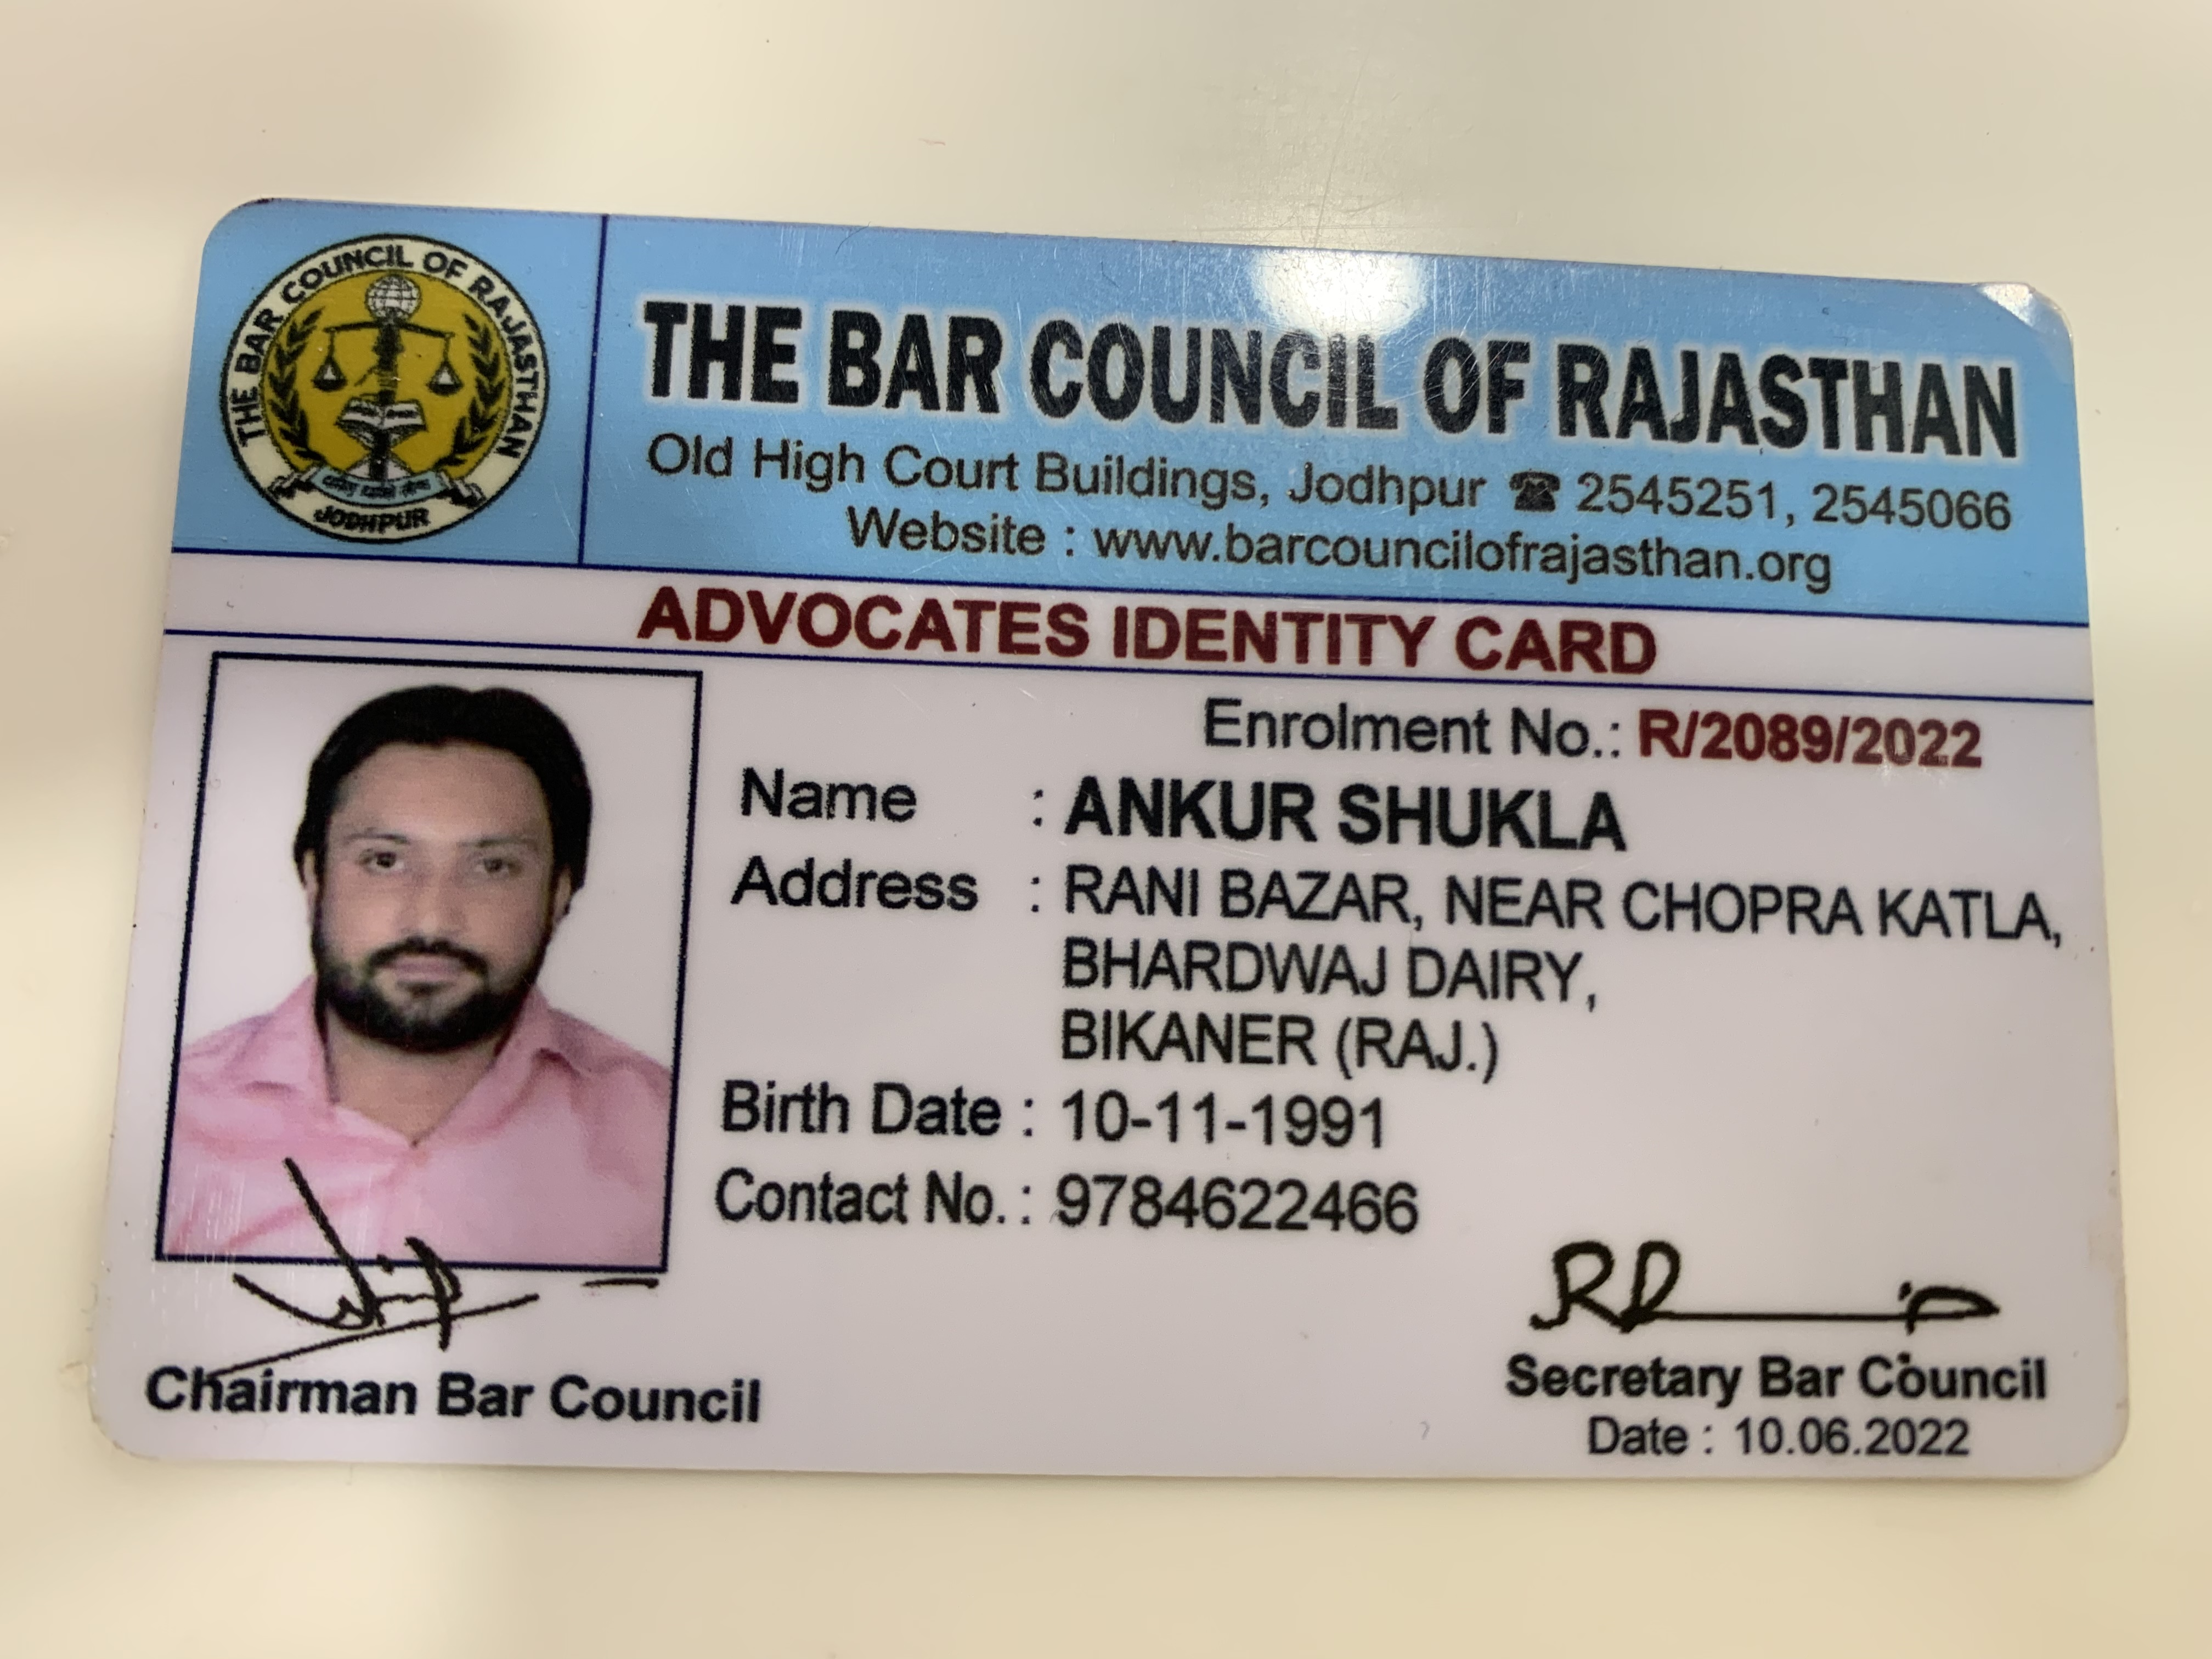 THE BAR COUNCIL OF RAJASTHAN
JODHPUR
THE BAR COUNCIL OF RAJASTHAN
Old High Court Buildings, Jodhpur ☎ 2545251, 2545066
Website : www.barcouncilofrajasthan.org
ADVOCATES IDENTITY CARD
Enrolment No.: R/2089/2022
Name : ANKUR SHUKLA
Address : RANI BAZAR, NEAR CHOPRA KATLA,
BHARDWAJ DAIRY,
BIKANER (RAJ.)
Birth Date : 10-11-1991
Contact No. : 9784622466
Chairman Bar Council
Secretary Bar Council
Date : 10.06.2022